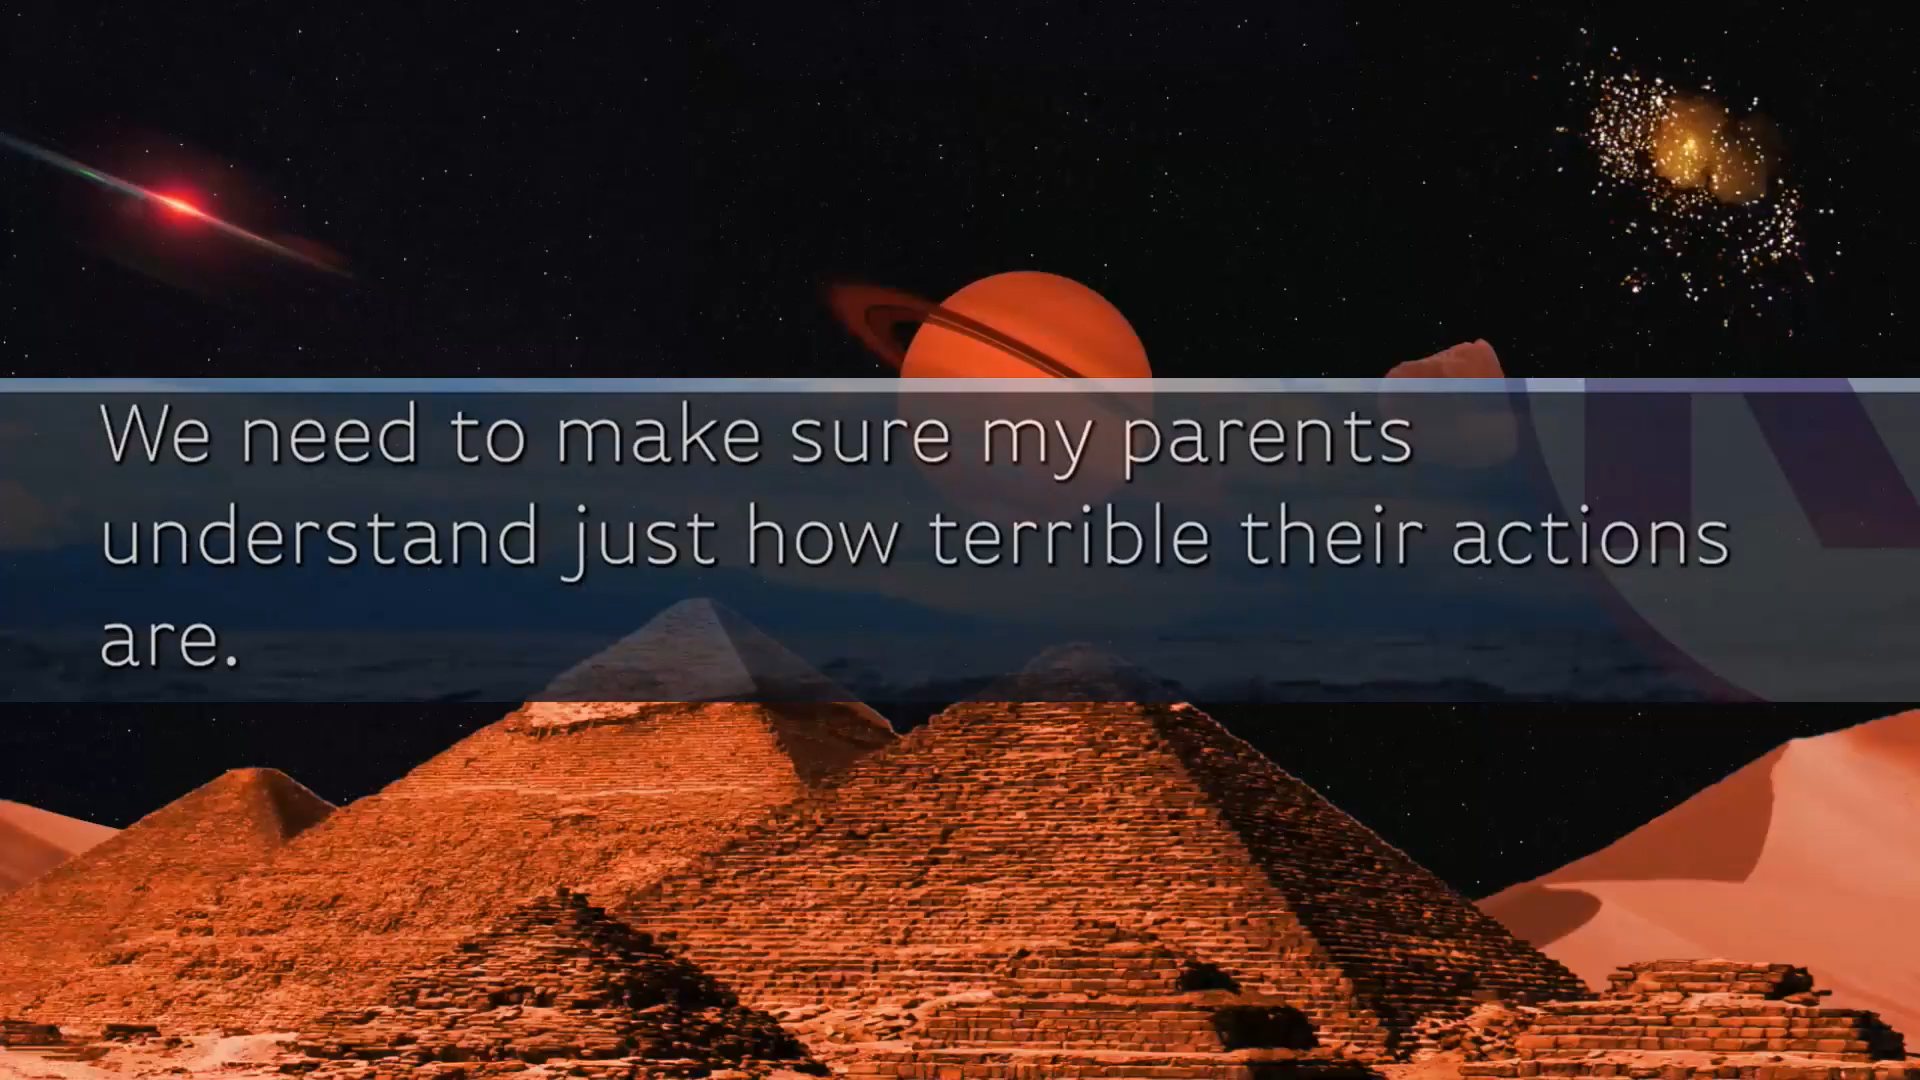 We need to make sure my parents
understand just how terrible their actions
are.